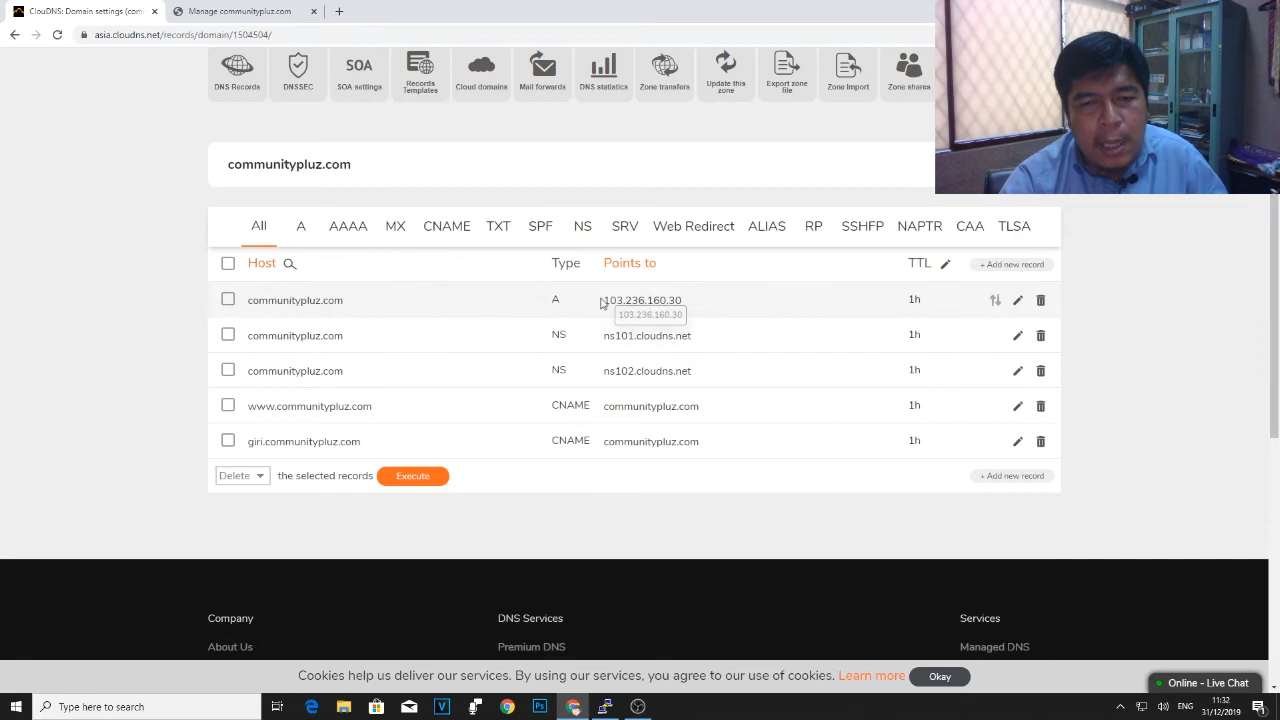 ClouDNS: Domain settings (com
Manage communitypluz.com
asia.cloudns.net/records/domain/1504504/
DNS Records
DNSSEC
SOA
SOA settings
Records Templates
Cloud domains
Mail forwards
DNS statistics
Zone transfers
Update this zone
Export zone file
Zone Import
Zone shares
communitypluz.com
All A AAAA MX CNAME TXT SPF NS SRV Web Redirect ALIAS RP SSHFP NAPTR CAA TLSA
Host Type Points to TTL + Add new record
communitypluz.com A 103.236.160.30 1h
103.236.160.30
communitypluz.com NS ns101.cloudns.net 1h
communitypluz.com NS ns102.cloudns.net 1h
www.communitypluz.com CNAME communitypluz.com 1h
giri.communitypluz.com CNAME communitypluz.com 1h
Delete the selected records Execute + Add new record
Company DNS Services Services
About Us Premium DNS Managed DNS
Cookies help us deliver our services. By using our services, you agree to our use of cookies. Learn more Okay
Online - Live Chat
Type here to search
ENG
11:32
31/12/2019